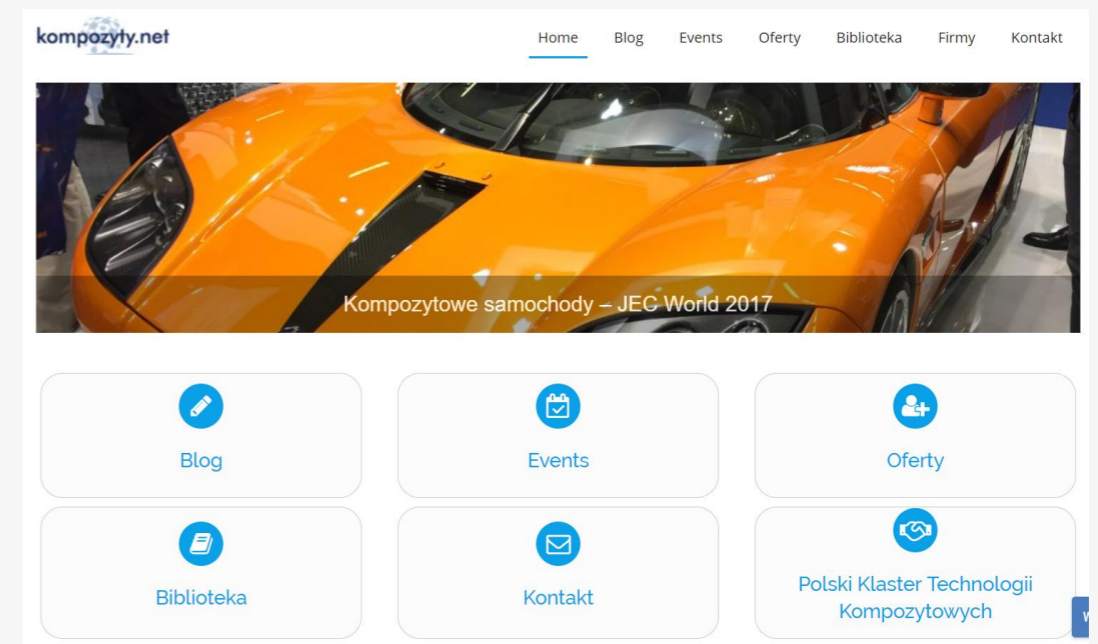 kompozyty.net
Home Blog Events Oferty Biblioteka Firmy Kontakt
Kompozytowe samochody – JEC World 2017
Blog
Events
Oferty
Biblioteka
Kontakt
Polski Klaster Technologii
Kompozytowych